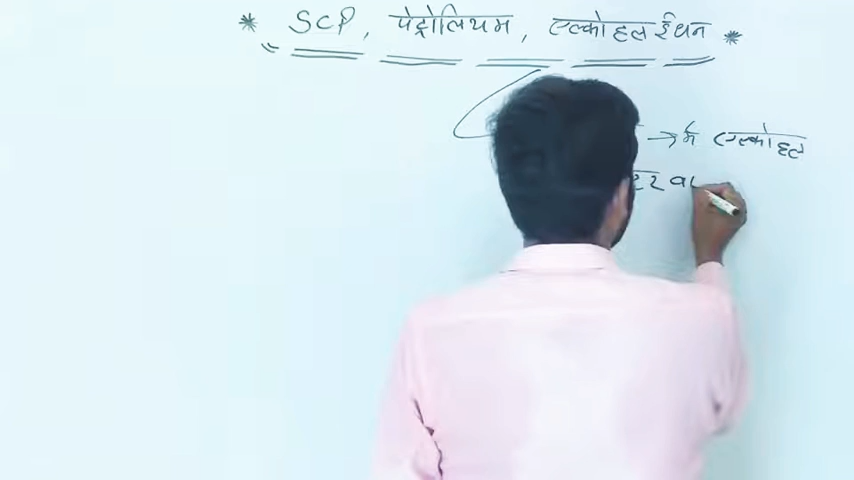 * SCP, पेट्रोलियम, एल्कोहल ईंधन *
→ में एल्कोहल